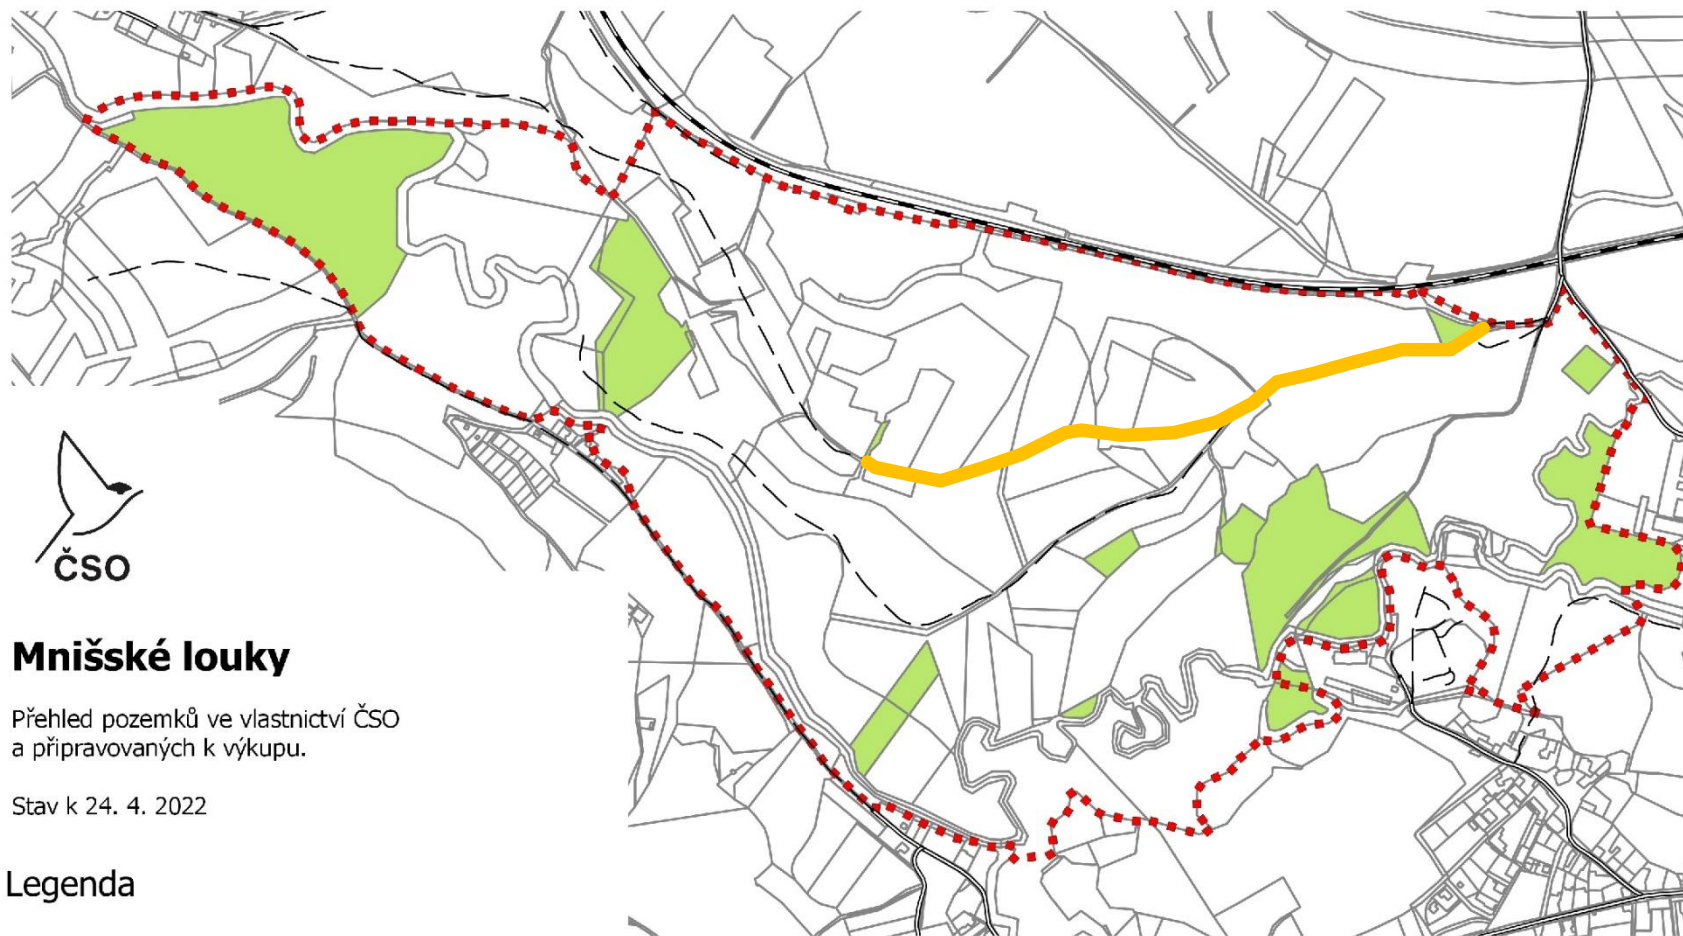 ČSO
Mnišské louky
Přehled pozemků ve vlastnictví ČSO
a připravovaných k výkupu.
Stav k 24. 4. 2022
Legenda